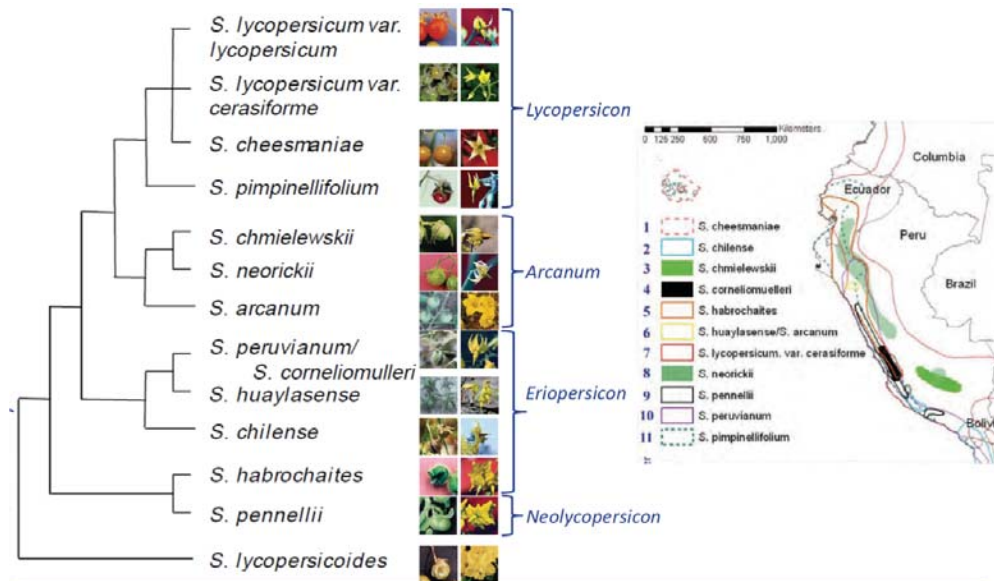 S. lycopersicum var.
lycopersicum
S. lycopersicum var.
cerasiforme
S. cheesmaniae
S. pimpinellifolium
S. chmielewskii
S. neorickii
S. arcanum
S. peruvianum/
S. corneliomulleri
S. huaylasense
S. chilense
S. habrochaites
S. pennellii
S. lycopersicoides
Lycopersicon
Arcanum
Eriopersicon
Neolycopersicon
Kilometers
0 125 250 500 750 1,000
Columbia
Ecuador
Peru
Brazil
Bolivi
1 S. cheesmaniae
2 S. chilense
3 S. chmielewskii
4 S. corneliomuelleri
5 S. habrochaites
6 S. huaylasense/S. arcanum
7 S. lycopersicum. var. cerasiforme
8 S. neorickii
9 S. pennellii
10 S. peruvianum
11 S. pimpinellifolium